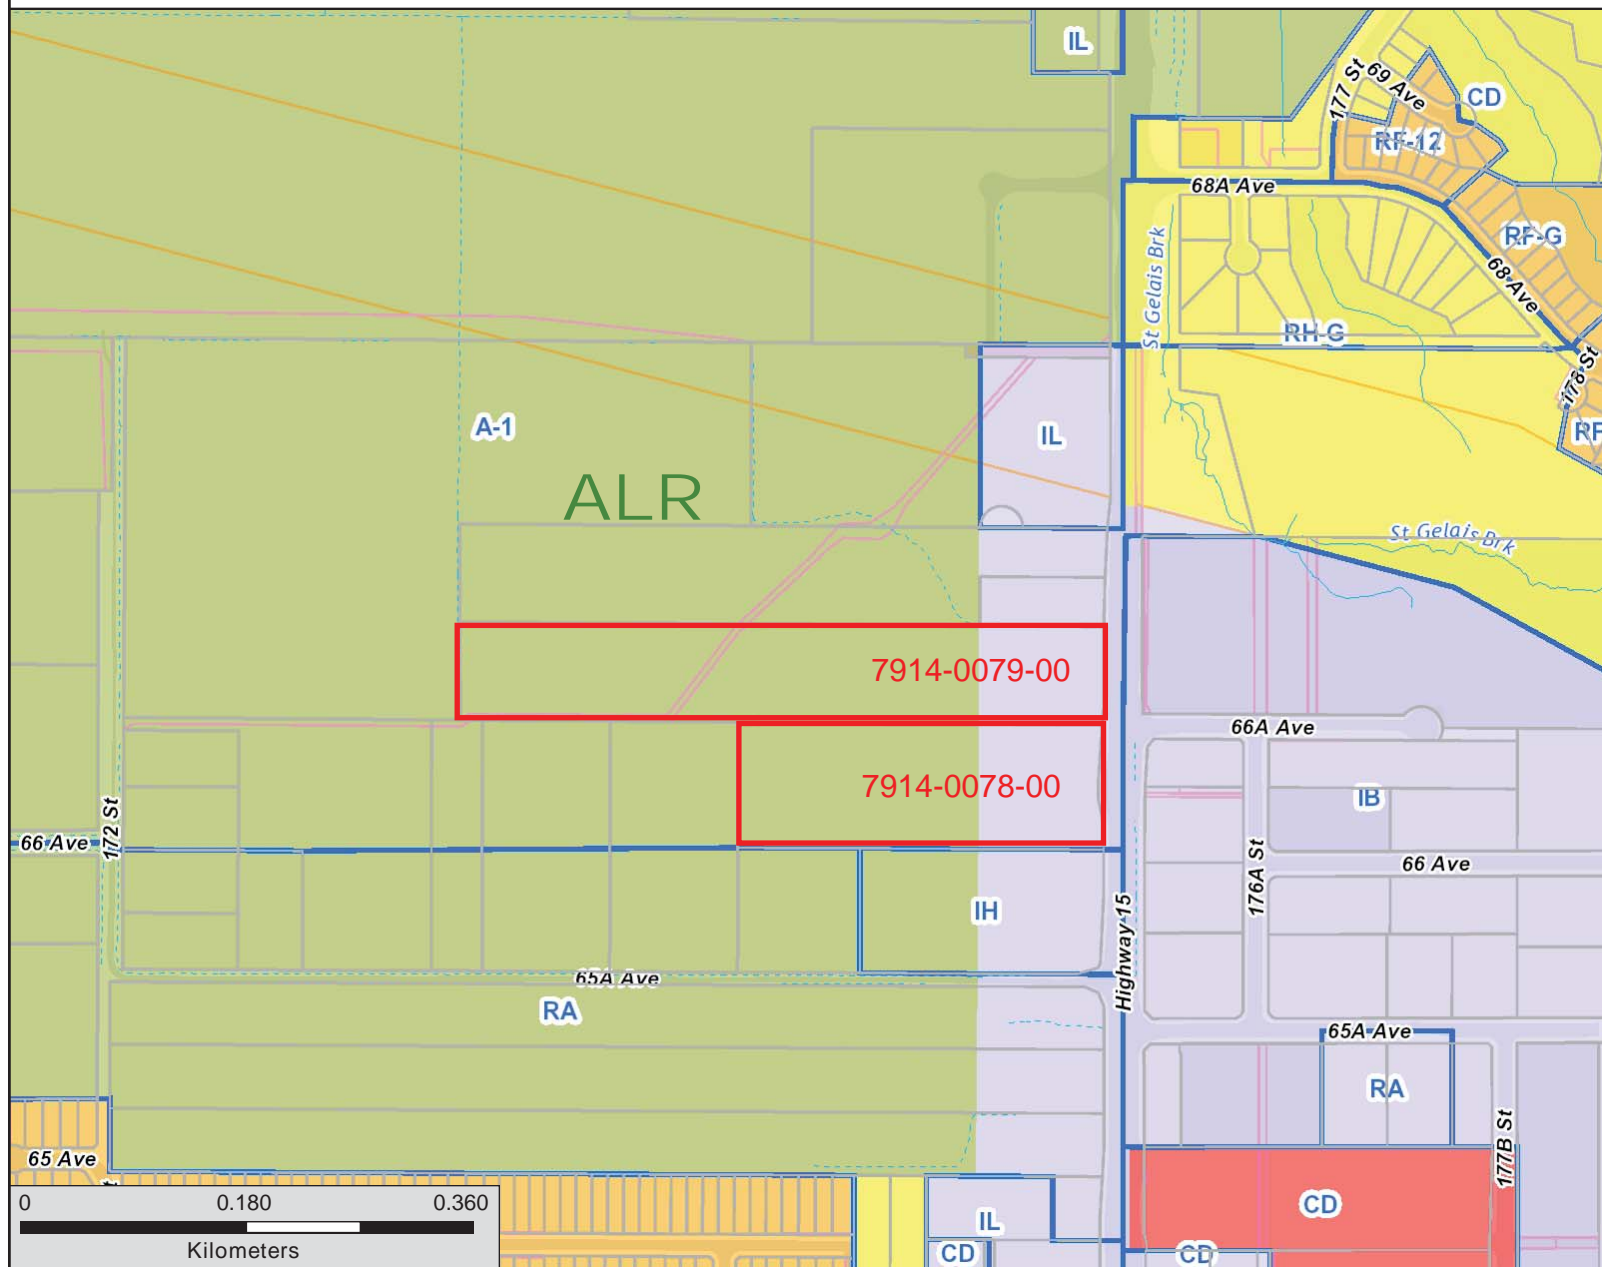 IL
177 St
69 Ave
CD
RF-12
68A Ave
RF-G
St Gelais Brk
68 Ave
RH-G
178 St
A-1
IL
RF
ALR
St Gelais Brk
7914-0079-00
66A Ave
7914-0078-00
IB
172 St
66 Ave
66 Ave
176A St
IH
Highway 15
65A Ave
RA
65A Ave
RA
177B St
65 Ave
0 0.180 0.360
Kilometers
IL
CD
CD
CD